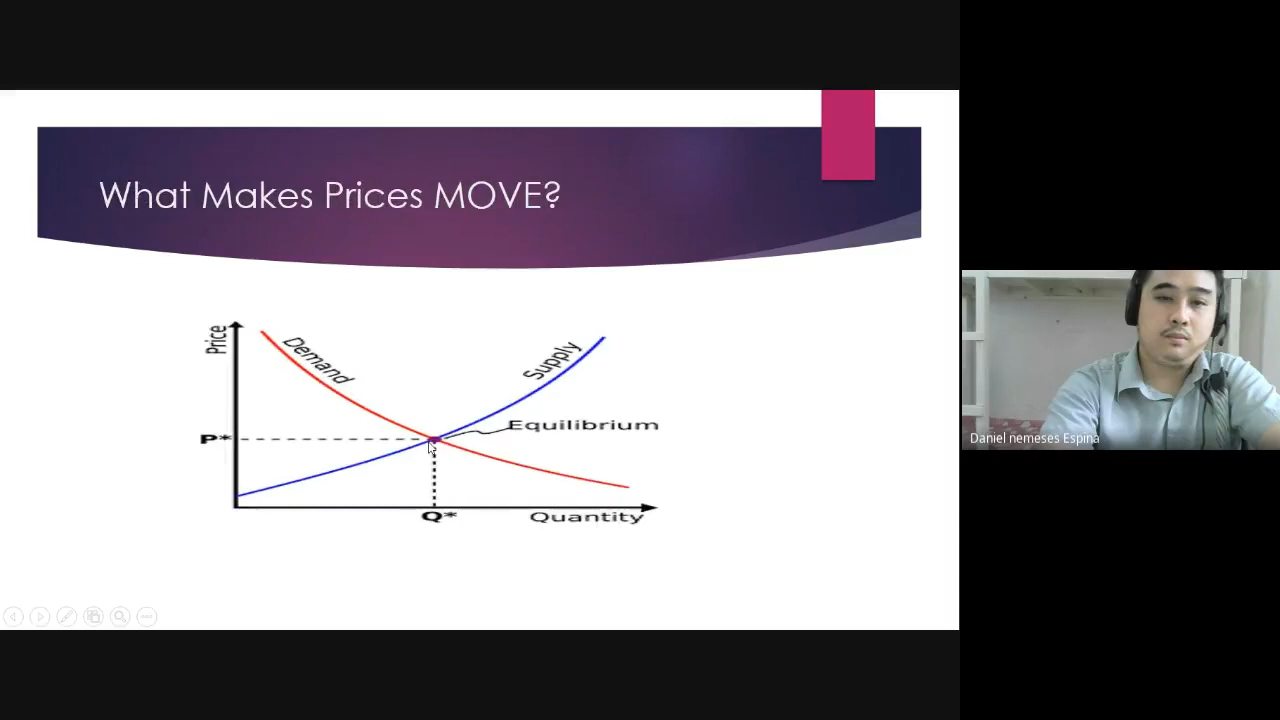 What Makes Prices MOVE?
Price
Demand
Supply
Equilibrium
P*
Q*
Quantity
Daniel nemeses Espina